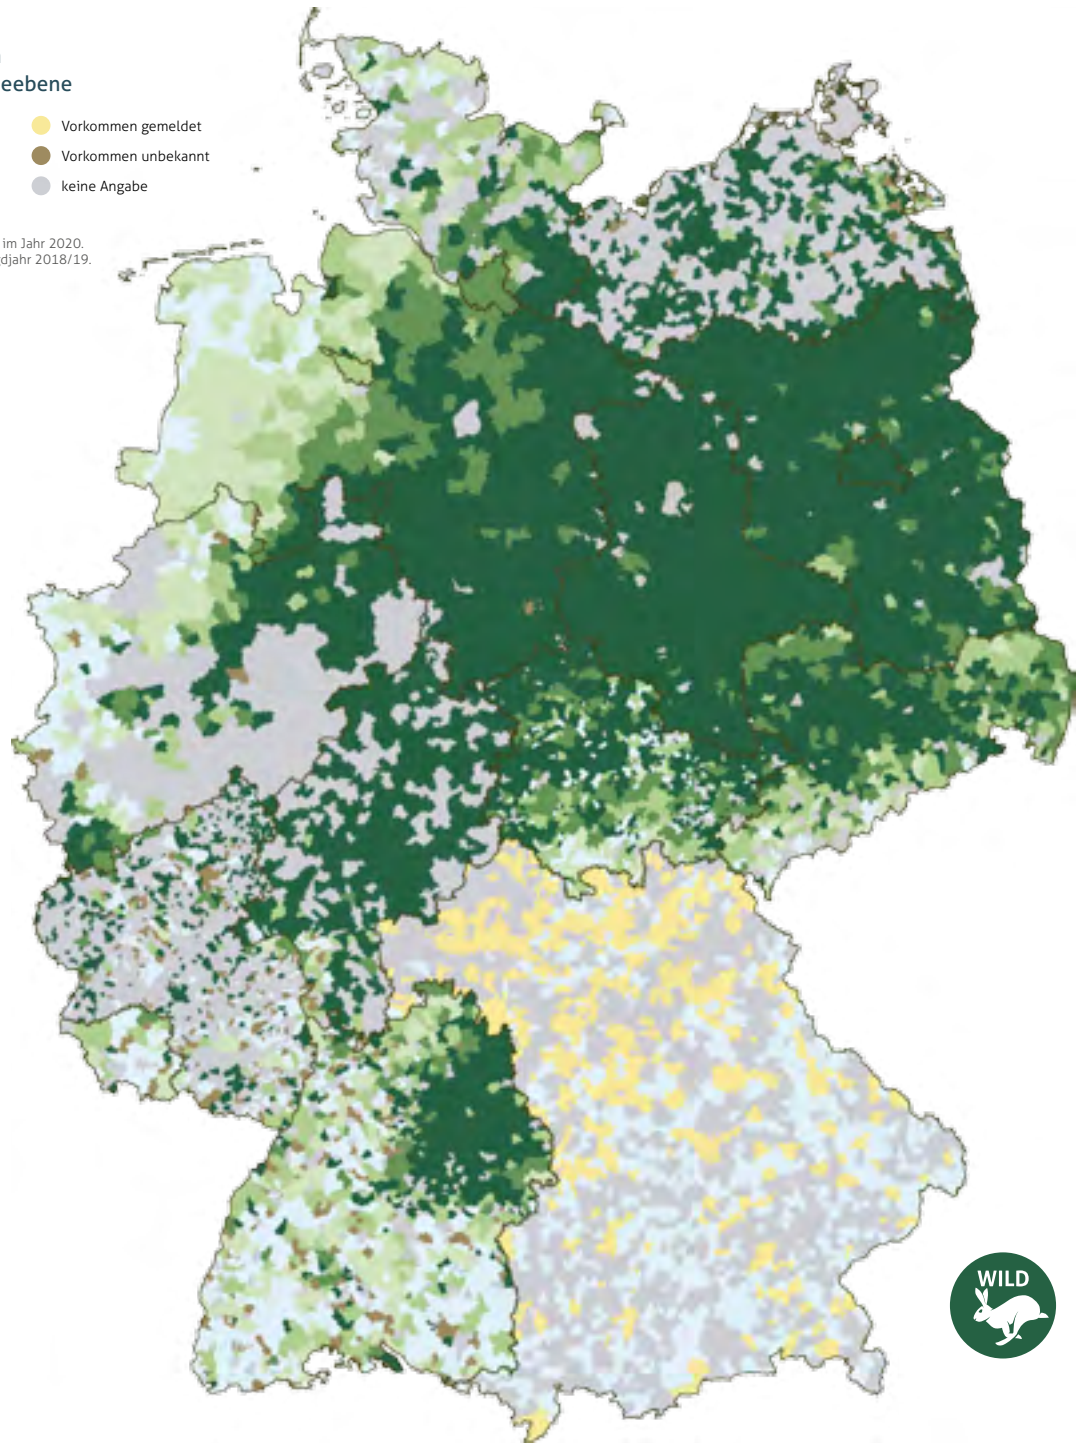 eebene
Vorkommen gemeldet
Vorkommen unbekannt
keine Angabe
im Jahr 2020.
djahr 2018/19.
WILD